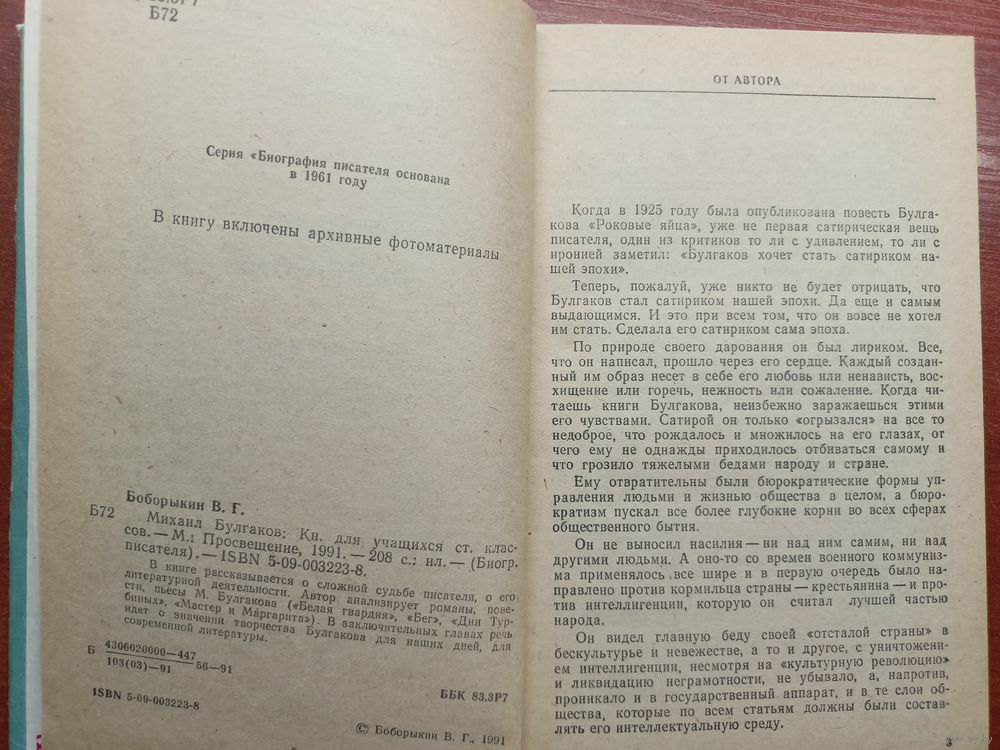 Б72
Серия «Биография писателя основана
в 1961 году
В книгу включены архивные фотоматериалы
Боборыкин В. Г.
Б72 Михаил Булгаков: Кн. для учащихся ст. клас-
сов. — М.: Просвещение, 1991. — 208 с.: ил. — (Биогр.
писателя). — ISBN 5-09-003223-8.
В книге рассказывается о сложной судьбе писателя, о его
литературной деятельности. Автор анализирует романы, пове-
сти, пьесы М. Булгакова («Белая гвардия», «Бег», «Дни Тур-
биных», «Мастер и Маргарита»). В заключительных главах речь
идет о значении творчества Булгакова для наших дней, для
современной литературы.
Б 4306020000—447
103(03)—91 56—91
ISBN 5-09-003223-8
ББК 83.3Р7
© Боборыкин В. Г., 1991
ОТ АВТОРА
Когда в 1925 году была опубликована повесть Булга-
кова «Роковые яйца», уже не первая сатирическая вещь
писателя, один из критиков то ли с удивлением, то ли с
иронией заметил: «Булгаков хочет стать сатириком на-
шей эпохи».
Теперь, пожалуй, уже никто не будет отрицать, что
Булгаков стал сатириком нашей эпохи. Да еще и самым
выдающимся. И это при всем том, что он вовсе не хотел
им стать. Сделала его сатириком сама эпоха.
По природе своего дарования он был лириком. Все,
что он написал, прошло через его сердце. Каждый создан-
ный им образ несет в себе его любовь или ненависть, вос-
хищение или горечь, нежность или сожаление. Когда чи-
таешь книги Булгакова, неизбежно заражаешься этими
его чувствами. Сатирой он только «огрызался» на все то
недоброе, что рождалось и множилось на его глазах, от
чего ему не однажды приходилось отбиваться самому и
что грозило тяжелыми бедами народу и стране.
Ему отвратительны были бюрократические формы уп-
равления людьми и жизнью общества в целом, а бюро-
кратизм пускал все более глубокие корни во всех сферах
общественного бытия.
Он не выносил насилия — ни над ним самим, ни над
другими людьми. А оно-то со времен военного коммуниз-
ма применялось все шире и в первую очередь было на-
правлено против кормильца страны — крестьянина — и про-
тив интеллигенции, которую он считал лучшей частью
народа.
Он видел главную беду своей «отсталой страны» в
бескультурье и невежестве, а то и другое, с уничтожени-
ем интеллигенции, несмотря на «культурную революцию»
и ликвидацию неграмотности, не убывало, а, напротив,
проникало и в государственный аппарат, и в те слои об-
щества, которые по всем статьям должны были состав-
лять его интеллектуальную среду.
3